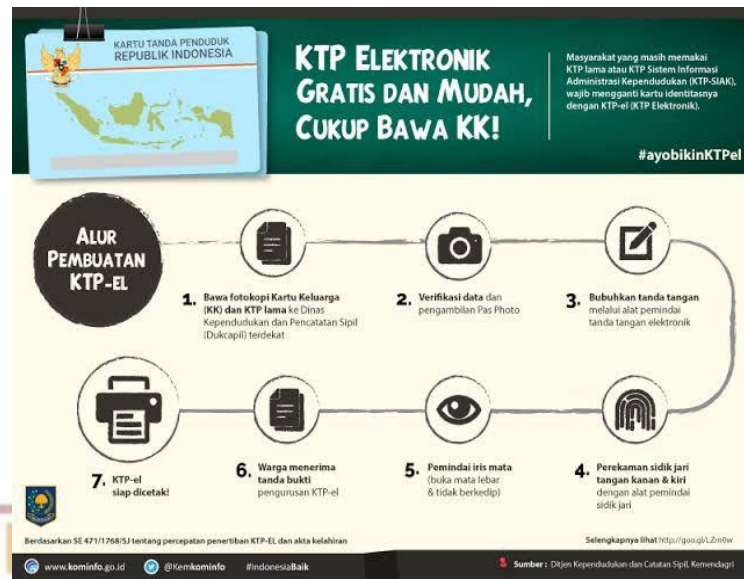 KARTU TANDA PENDUDUK
REPUBLIK INDONESIA
KTP ELEKTRONIK
GRATIS DAN MUDAH,
CUKUP BAWA KK!
Masyarakat yang masih memakai
KTP lama atau KTP Sistem Informasi
Administrasi Kependudukan (KTP-SIAK),
wajib mengganti kartu identitasnya
dengan KTP-el (KTP Elektronik).
#ayobikinKTPel
ALUR
PEMBUATAN
KTP-EL
1. Bawa fotokopi Kartu Keluarga
(KK) dan KTP lama ke Dinas
Kependudukan dan Pencatatan Sipil
(Dukcapil) terdekat
2. Verifikasi data dan
pengambilan Pas Photo
3. Bubuhkan tanda tangan
melalui alat pemindai
tanda tangan elektronik
4. Perekaman sidik jari
tangan kanan & kiri
dengan alat pemindai
sidik jari
5. Pemindai iris mata
(buka mata lebar
& tidak berkedip)
6. Warga menerima
tanda bukti
pengurusan KTP-el
7. KTP-el
siap dicetak!
Berdasarkan SE 471/1768/SJ tentang percepatan penertiban KTP-EL dan akta kelahiran
Selengkapnya lihat http://goo.gl/LZrn0w
www.kominfo.go.id @Kemkominfo #IndonesiaBaik
Sumber : Ditjen Kependudukan dan Catatan Sipil, Kemendagri